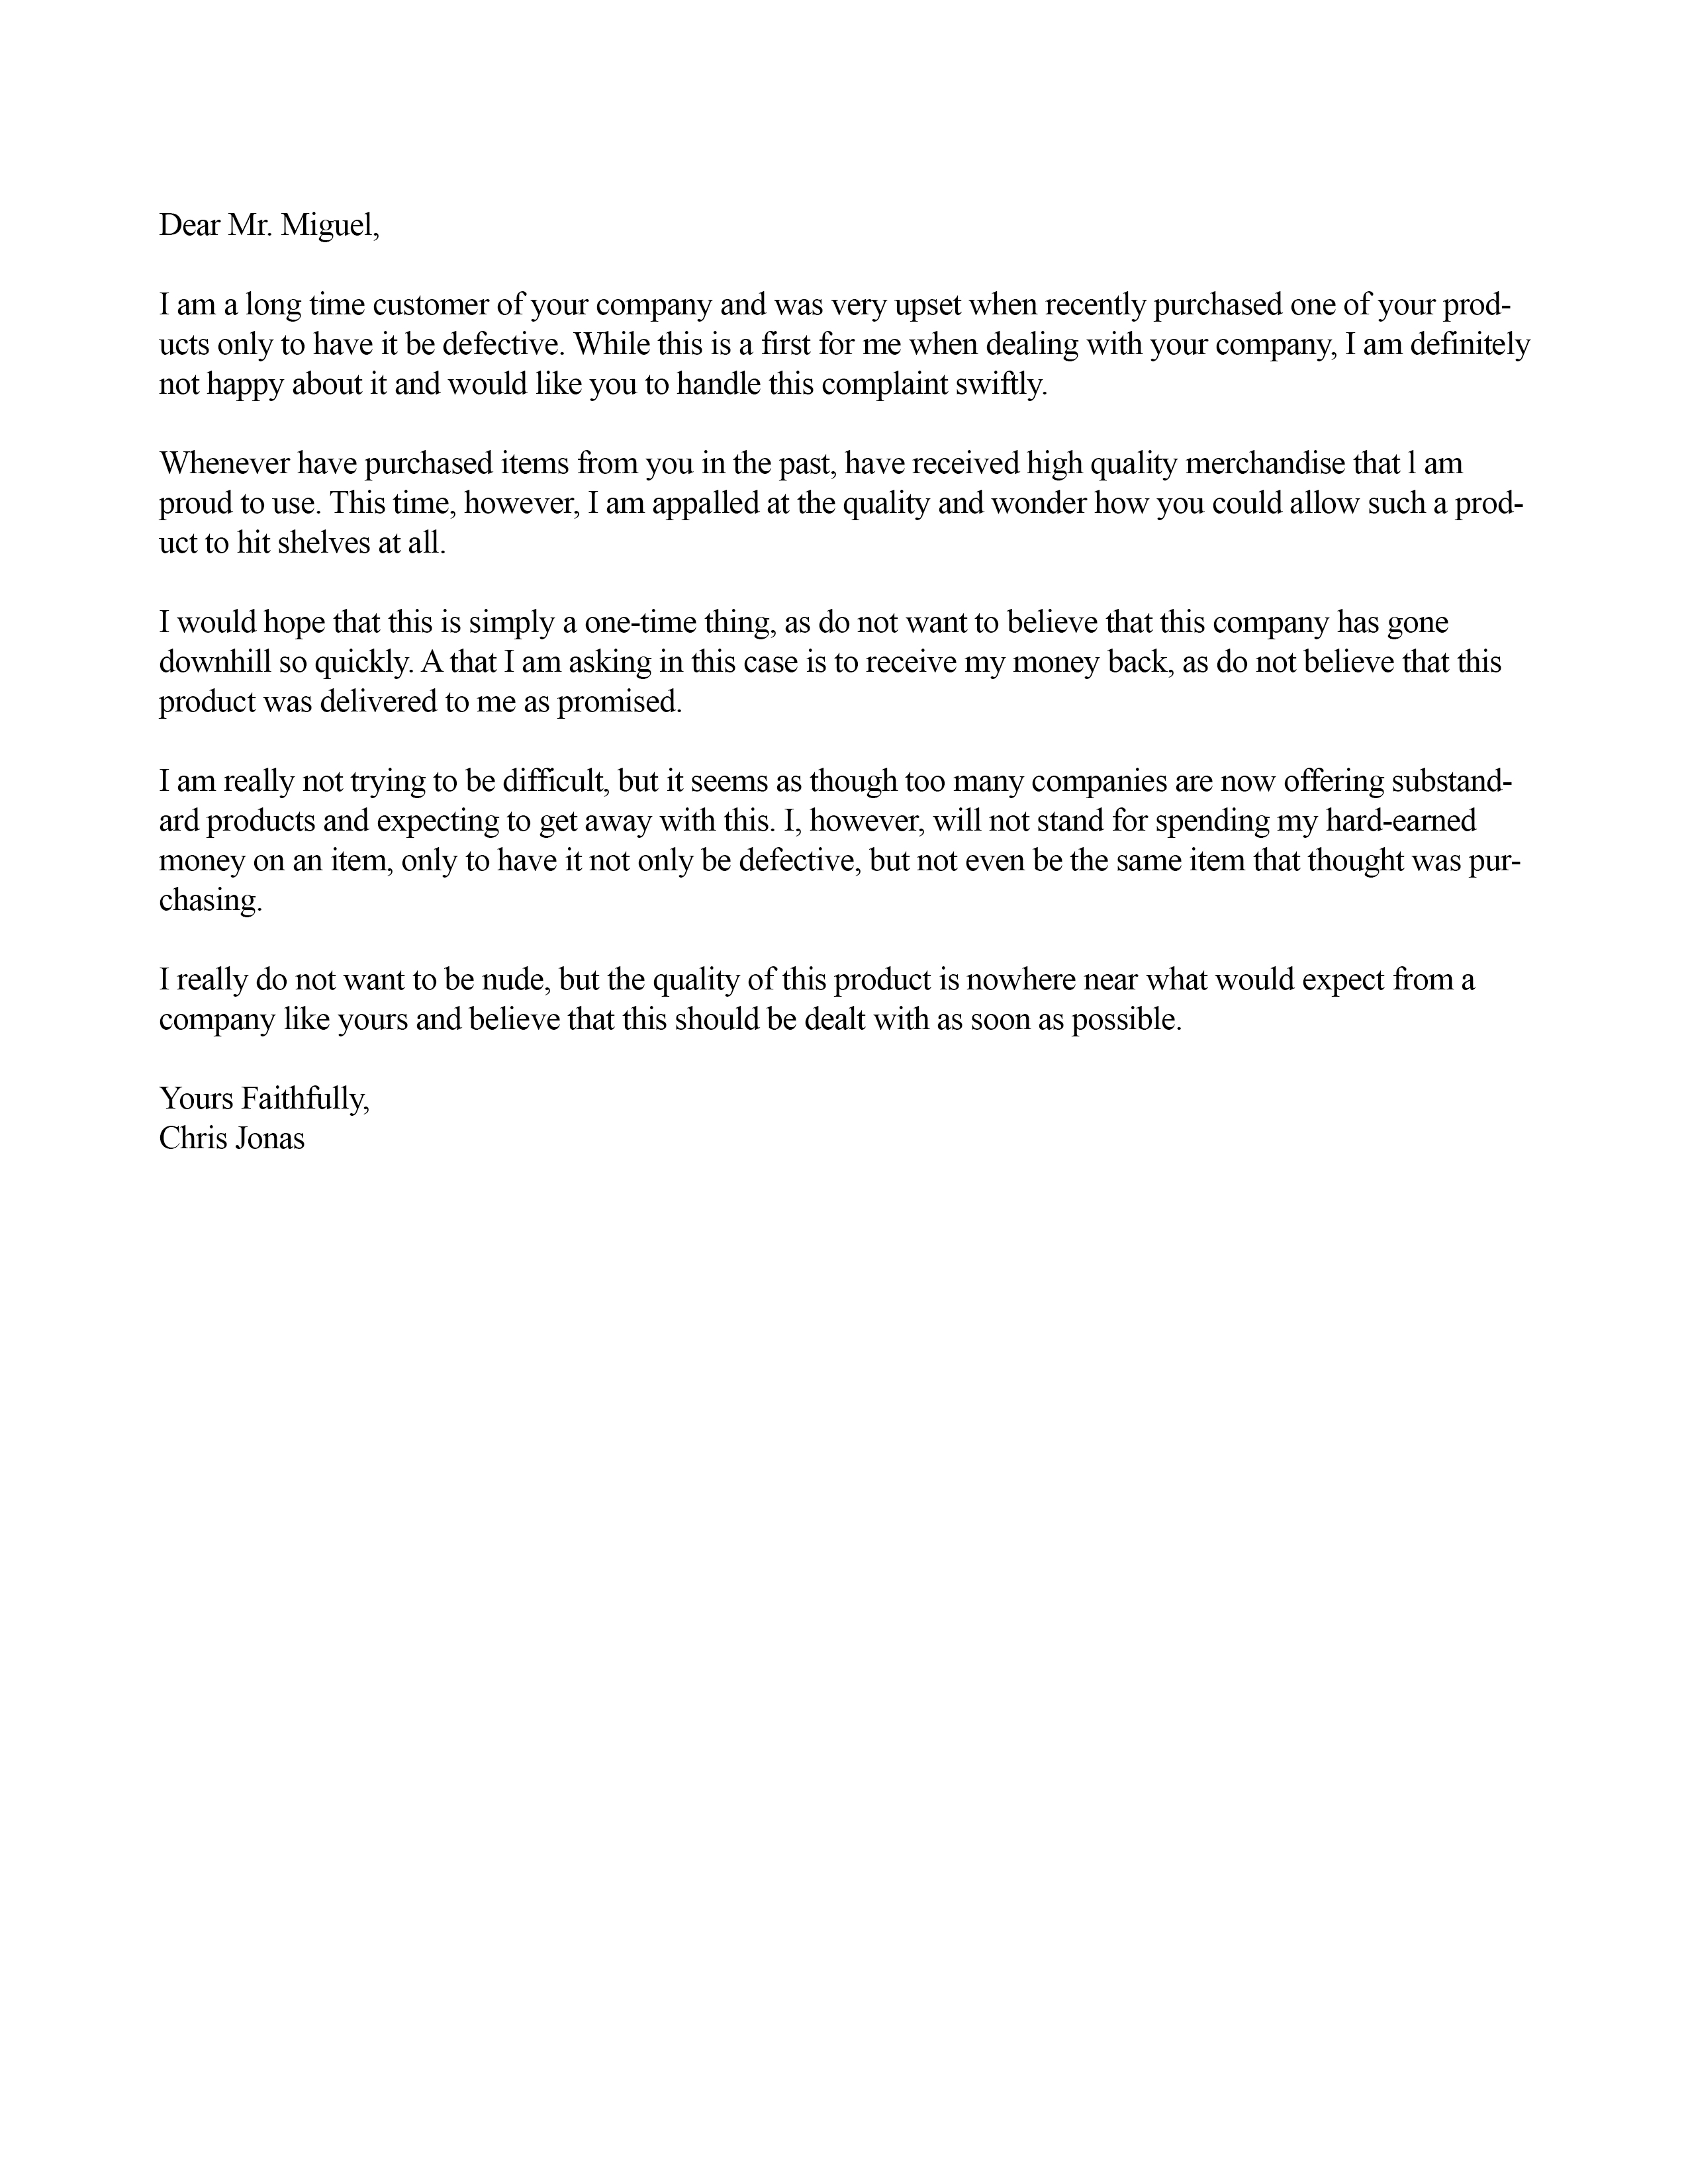 Dear Mr. Miguel,
I am a long time customer of your company and was very upset when recently purchased one of your prod-
ucts only to have it be defective. While this is a first for me when dealing with your company, I am definitely
not happy about it and would like you to handle this complaint swiftly.
Whenever have purchased items from you in the past, have received high quality merchandise that l am
proud to use. This time, however, I am appalled at the quality and wonder how you could allow such a prod-
uct to hit shelves at all.
I would hope that this is simply a one-time thing, as do not want to believe that this company has gone
downhill so quickly. A that I am asking in this case is to receive my money back, as do not believe that this
product was delivered to me as promised.
I am really not trying to be difficult, but it seems as though too many companies are now offering substand-
ard products and expecting to get away with this. I, however, will not stand for spending my hard-earned
money on an item, only to have it not only be defective, but not even be the same item that thought was pur-
chasing.
I really do not want to be nude, but the quality of this product is nowhere near what would expect from a
company like yours and believe that this should be dealt with as soon as possible.
Yours Faithfully,
Chris Jonas